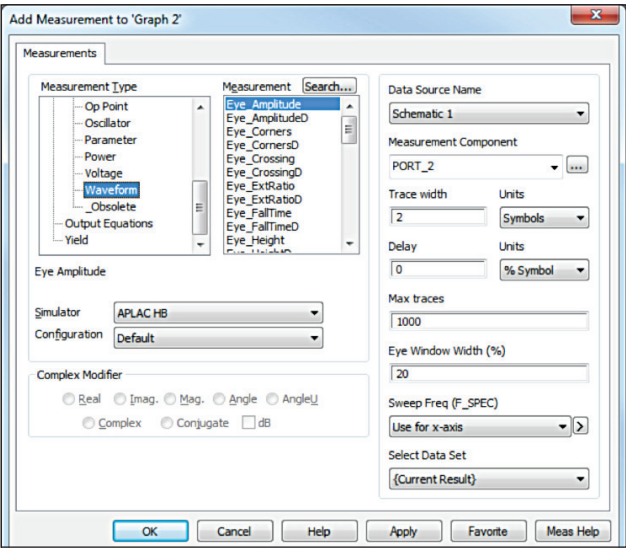 Add Measurement to 'Graph 2'
Measurements
Measurement Type
Op Point
Oscillator
Parameter
Power
Voltage
Waveform
_Obsolete
Output Equations
Yield
Measurement
Search...
Eye_Amplitude
Eye_AmplitudeD
Eye_Corners
Eye_CornersD
Eye_Crossing
Eye_CrossingD
Eye_ExtRatio
Eye_ExtRatioD
Eye_FallTime
Eye_FallTimeD
Eye_Height
Eye_HeightD
Eye Amplitude
Simulator
APLAC HB
Configuration
Default
Complex Modifier
Real Imag. Mag. Angle AngleU
Complex Conjugate dB
Data Source Name
Schematic 1
Measurement Component
PORT_2
...
Trace width Units
2 Symbols
Delay Units
0 % Symbol
Max traces
1000
Eye Window Width (%)
20
Sweep Freq (F_SPEC)
Use for x-axis >
Select Data Set
{Current Result}
OK Cancel Help Apply Favorite Meas Help